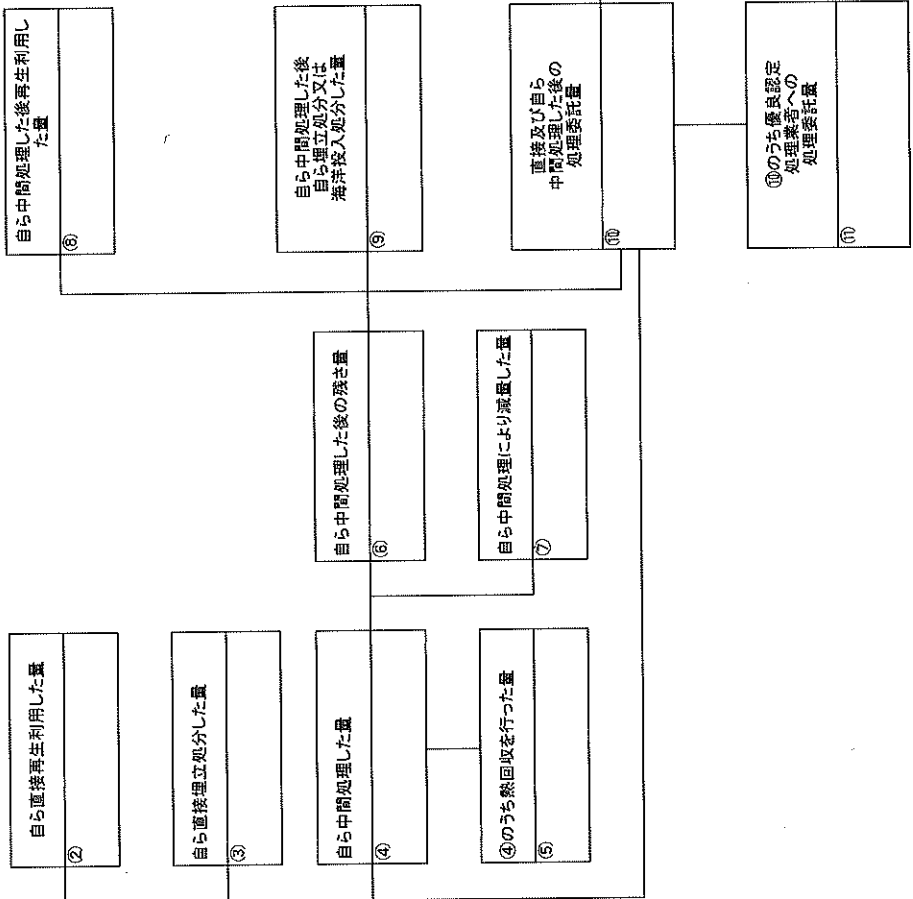 自ら直接再生利用した量
②
自ら直接埋立処分した量
③
自ら中間処理した量
④
④のうち熱回収を行った量
⑤
自ら中間処理した後の残さ量
⑥
自ら中間処理により減量した量
⑦
自ら中間処理した後再生利用し
た量
⑧
自ら中間処理した後
自ら埋立処分又は
海洋投入処分した量
⑨
直接及び自ら
中間処理した後の
処理委託量
⑩
⑩のうち優良認定
処理業者への
処理委託量
⑪